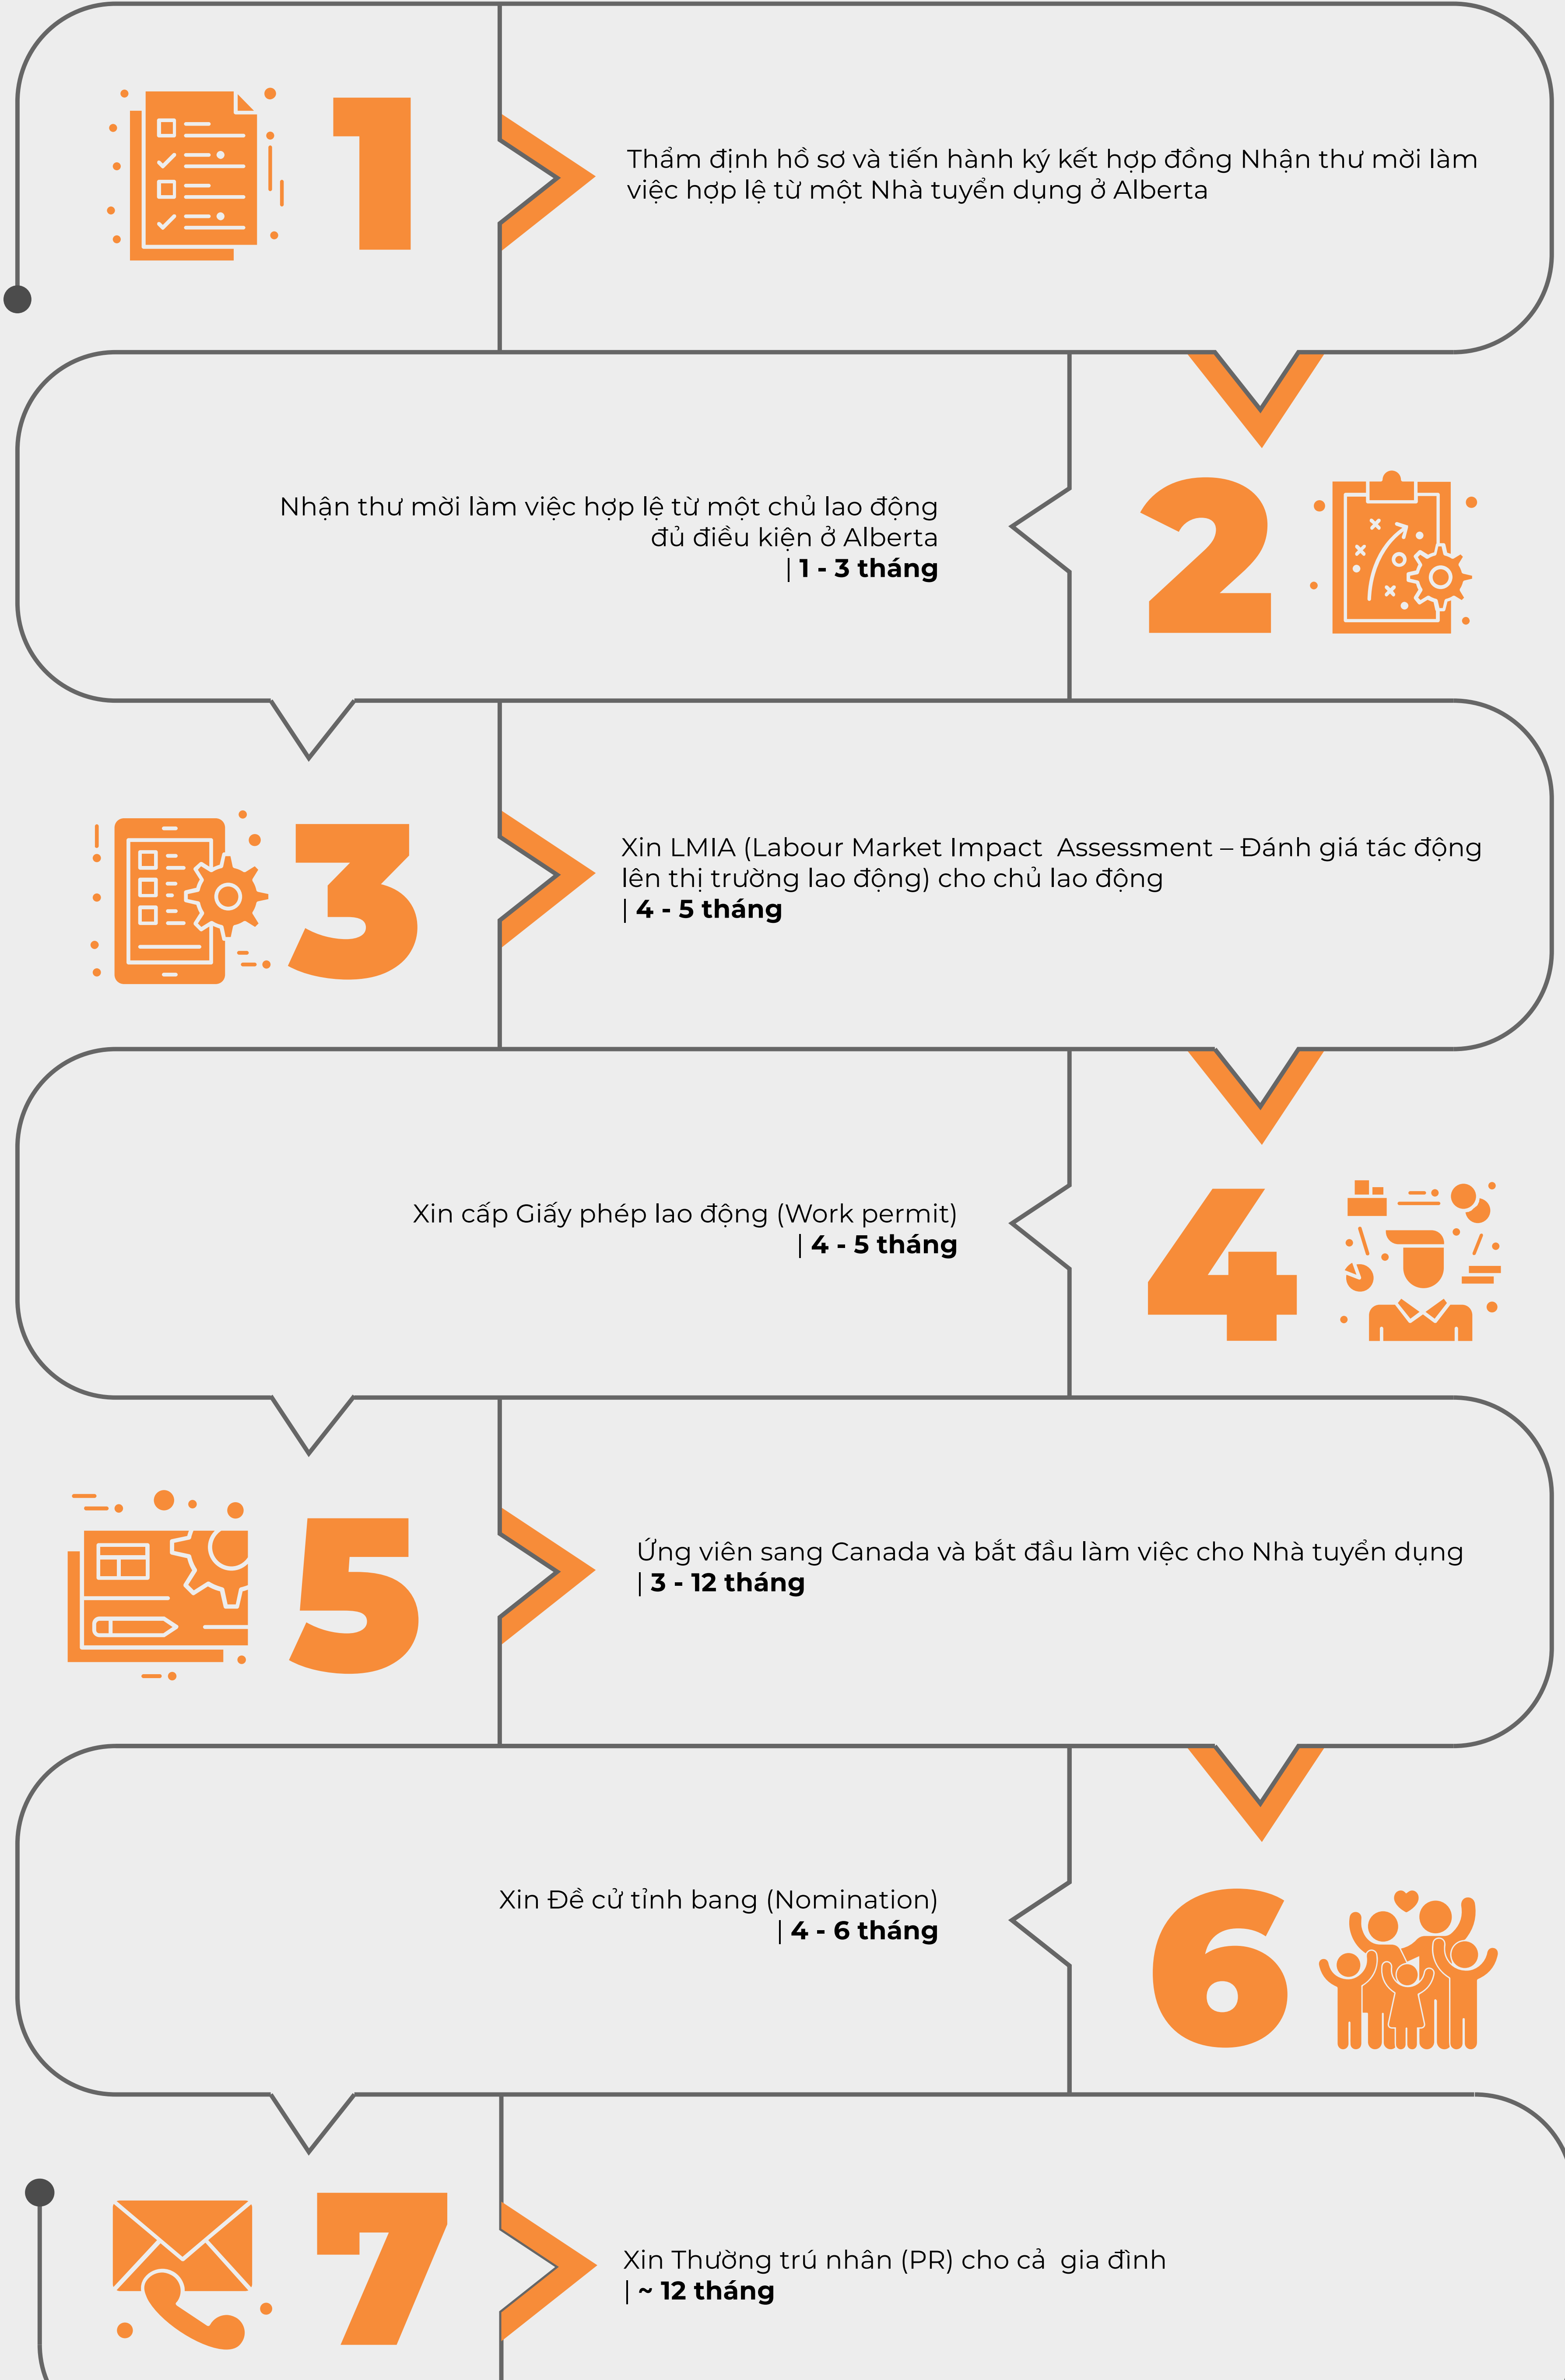 1
Thẩm định hồ sơ và tiến hành ký kết hợp đồng Nhận thư mời làm
việc hợp lệ từ một Nhà tuyển dụng ở Alberta
2
Nhận thư mời làm việc hợp lệ từ một chủ lao động
đủ điều kiện ở Alberta
| 1 - 3 tháng
3
Xin LMIA (Labour Market Impact Assessment – Đánh giá tác động
lên thị trường lao động) cho chủ lao động
| 4 - 5 tháng
4
Xin cấp Giấy phép lao động (Work permit)
| 4 - 5 tháng
5
Ứng viên sang Canada và bắt đầu làm việc cho Nhà tuyển dụng
| 3 - 12 tháng
6
Xin Đề cử tỉnh bang (Nomination)
| 4 - 6 tháng
7
Xin Thường trú nhân (PR) cho cả gia đình
| ~ 12 tháng